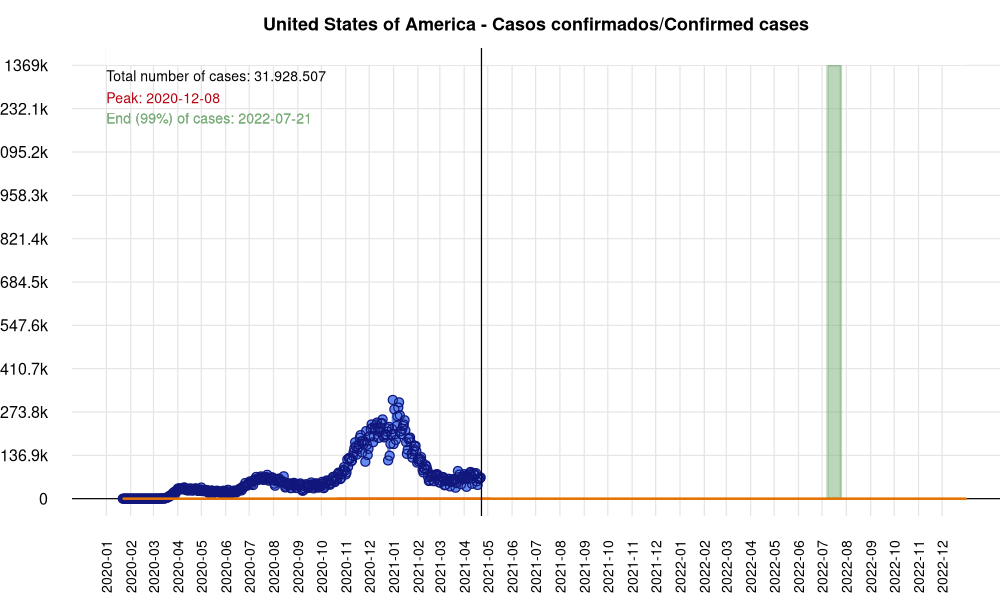 United States of America - Casos confirmados/Confirmed cases
Total number of cases: 31.928.507
Peak: 2020-12-08
End (99%) of cases: 2022-07-21
1369k
232.1k
095.2k
958.3k
821.4k
684.5k
547.6k
410.7k
273.8k
136.9k
0
2020-01
2020-02
2020-03
2020-04
2020-05
2020-06
2020-07
2020-08
2020-09
2020-10
2020-11
2020-12
2021-01
2021-03
2021-04
2021-05
2021-06
2021-07
2021-08
2021-09
2021-10
2021-11
2021-12
2022-01
2022-02
2022-03
2022-04
2022-05
2022-06
2022-07
2022-08
2022-09
2022-10
2022-11
2022-12